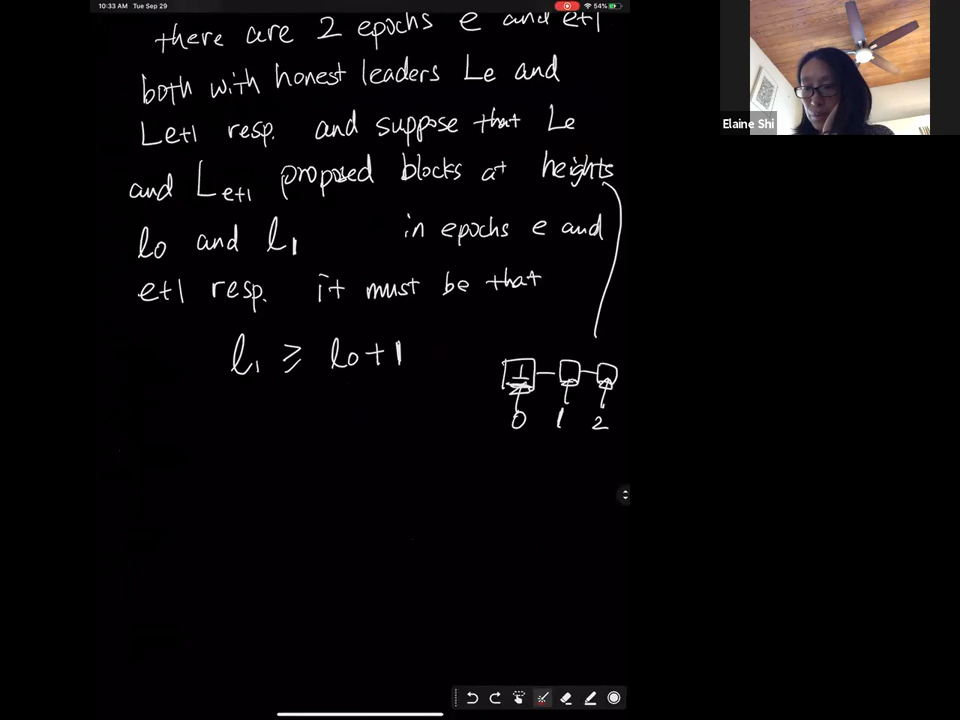 10:33 AM Tue Sep 29
54%
Elaine Shi
there are 2 epochs e and e+1
both with honest leaders Le and
Le+1 resp. and suppose that Le
and Le+1 proposed blocks at heights
l0 and l1 in epochs e and
e+1 resp. it must be that
l1 ≥ l0+1
⊥
0 1 2